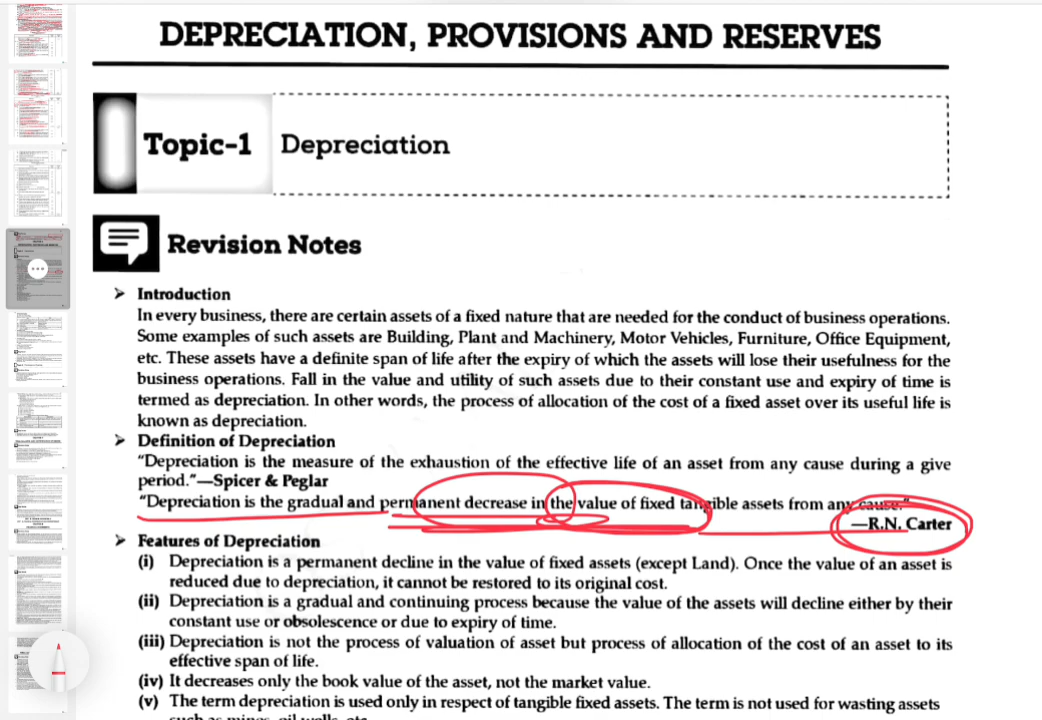 DEPRECIATION, PROVISIONS AND RESERVES
Topic-1 Depreciation
Revision Notes
➢ Introduction
In every business, there are certain assets of a fixed nature that are needed for the conduct of business operations.
Some examples of such assets are Building, Plant and Machinery, Motor Vehicles, Furniture, Office Equipment,
etc. These assets have a definite span of life after the expiry of which the assets will lose their usefulness for the
business operations. Fall in the value and utility of such assets due to their constant use and expiry of time is
termed as depreciation. In other words, the process of allocation of the cost of a fixed asset over its useful life is
known as depreciation.
➢ Definition of Depreciation
“Depreciation is the measure of the exhaustion of the effective life of an asset from any cause during a give
period.”—Spicer & Peglar
“Depreciation is the gradual and permanent decrease in the value of fixed tangible assets from any cause.”
—R.N. Carter
➢ Features of Depreciation
(i) Depreciation is a permanent decline in the value of fixed assets (except Land). Once the value of an asset is
reduced due to depreciation, it cannot be restored to its original cost.
(ii) Depreciation is a gradual and continuing process because the value of the assets will decline either by their
constant use or obsolescence or due to expiry of time.
(iii) Depreciation is not the process of valuation of asset but process of allocation of the cost of an asset to its
effective span of life.
(iv) It decreases only the book value of the asset, not the market value.
(v) The term depreciation is used only in respect of tangible fixed assets. The term is not used for wasting assets
such as mines, oil wells, etc.